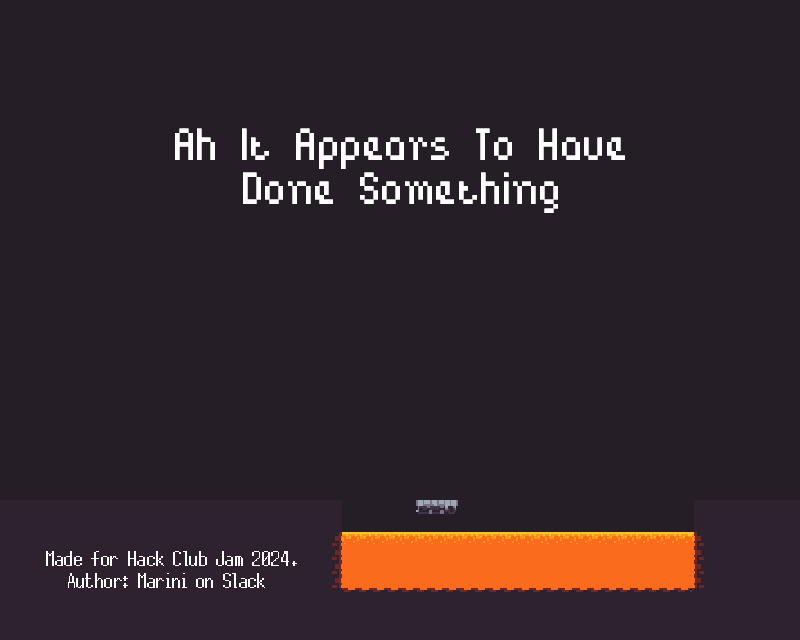 Ah It Appears To Have
Done Something
Made for Hack Club Jam 2024.
Author: Marini on Slack